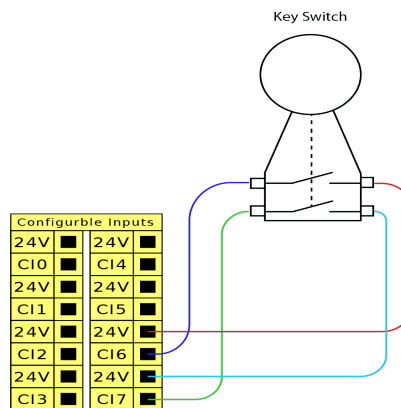 Key Switch
Configurble Inputs
24V 24V
CI0 CI4
24V 24V
CI1 CI5
24V 24V
CI2 CI6
24V 24V
CI3 CI7